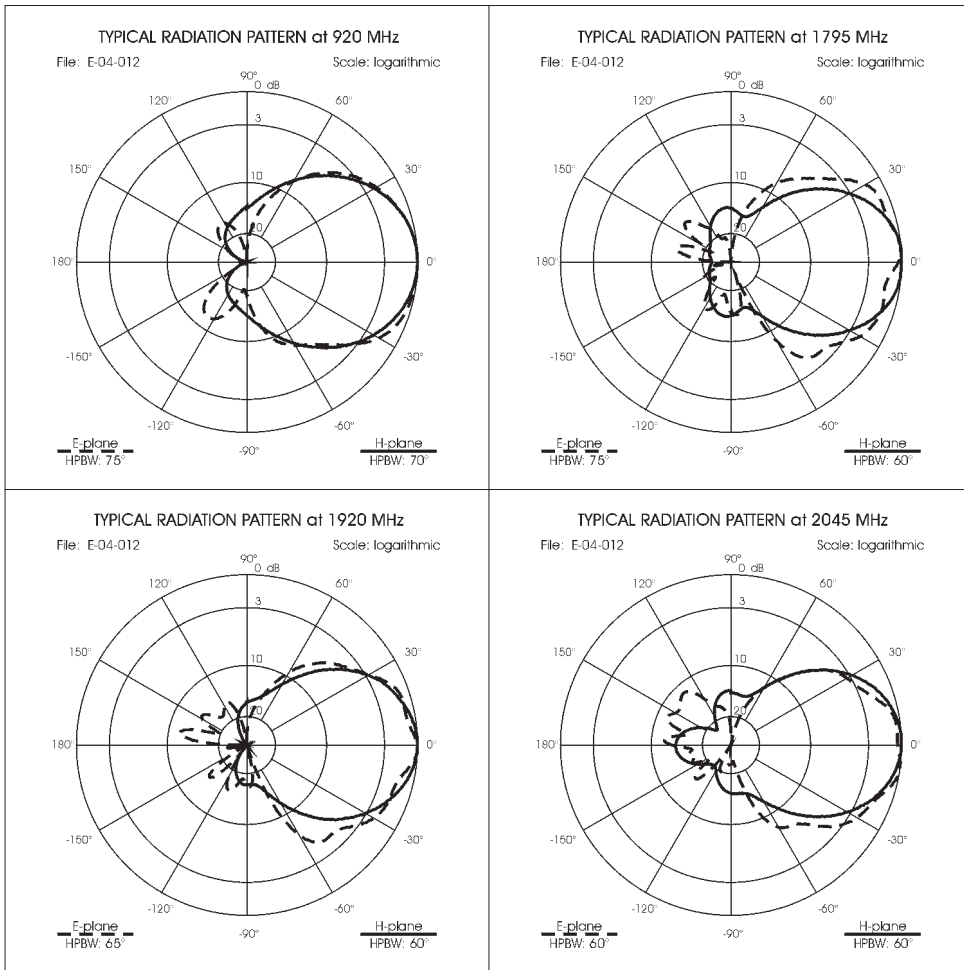 TYPICAL RADIATION PATTERN at 920 MHz
File: E-04-012 Scale: logarithmic
90°
0 dB
120° 60°
3
150° 10 30°
20
180° 0°
-150° -30°
-120° -60°
-90°
E-plane H-plane
HPBW: 75° HPBW: 70°
TYPICAL RADIATION PATTERN at 1795 MHz
File: E-04-012 Scale: logarithmic
90°
0 dB
120° 60°
3
150° 10 30°
20
180° 0°
-150° -30°
-120° -60°
-90°
E-plane H-plane
HPBW: 75° HPBW: 60°
TYPICAL RADIATION PATTERN at 1920 MHz
File: E-04-012 Scale: logarithmic
90°
0 dB
120° 60°
3
150° 10 30°
20
180° 0°
-150° -30°
-120° -60°
-90°
E-plane H-plane
HPBW: 65° HPBW: 60°
TYPICAL RADIATION PATTERN at 2045 MHz
File: E-04-012 Scale: logarithmic
90°
0 dB
120° 60°
3
150° 10 30°
20
180° 0°
-150° -30°
-120° -60°
-90°
E-plane H-plane
HPBW: 60° HPBW: 60°